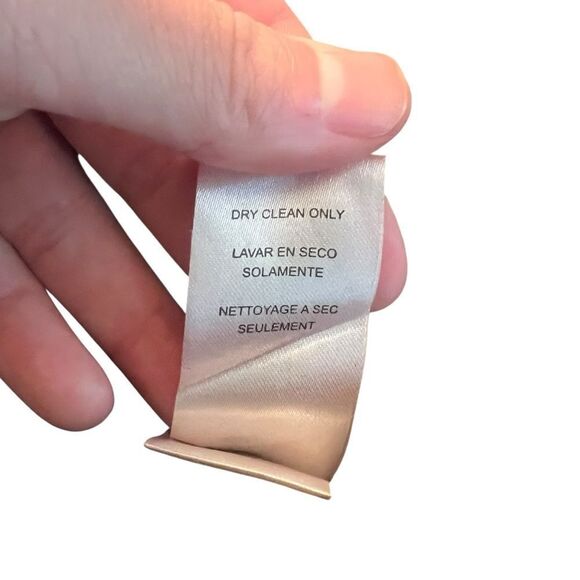 DRY CLEAN ONLY
LAVAR EN SECO
SOLAMENTE
NETTOYAGE A SEC
SEULEMENT